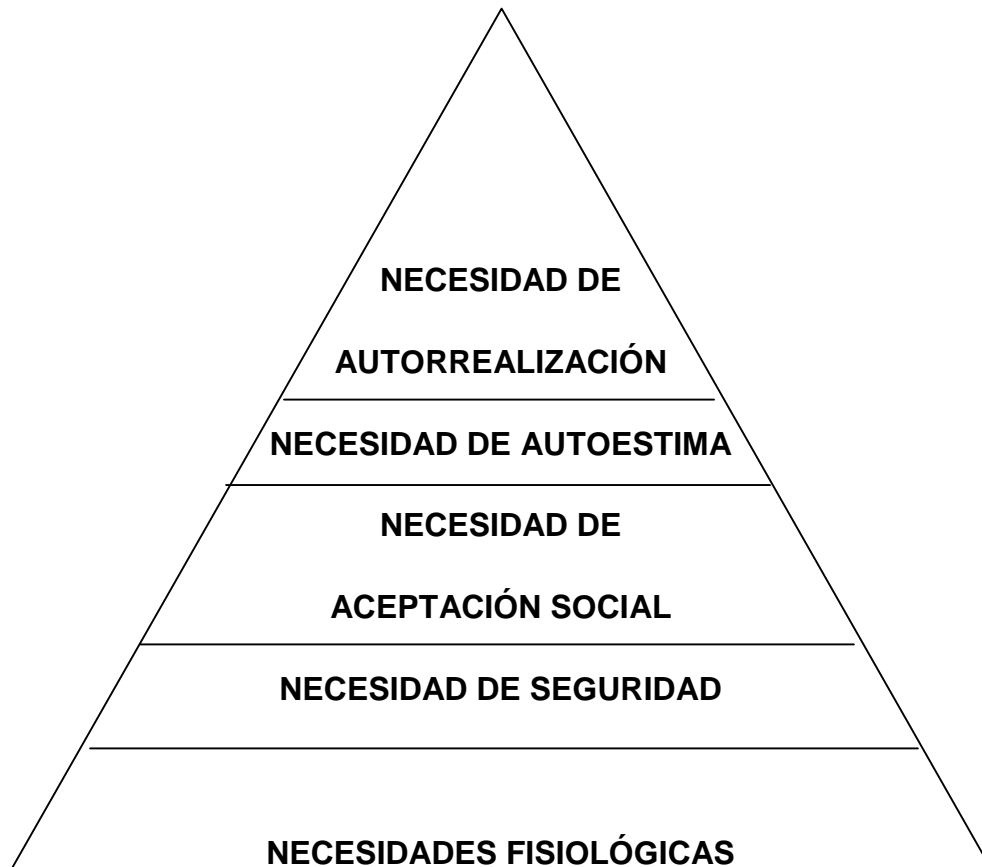 NECESIDAD DE
AUTORREALIZACIÓN
NECESIDAD DE AUTOESTIMA
NECESIDAD DE
ACEPTACIÓN SOCIAL
NECESIDAD DE SEGURIDAD
NECESIDADES FISIOLÓGICAS